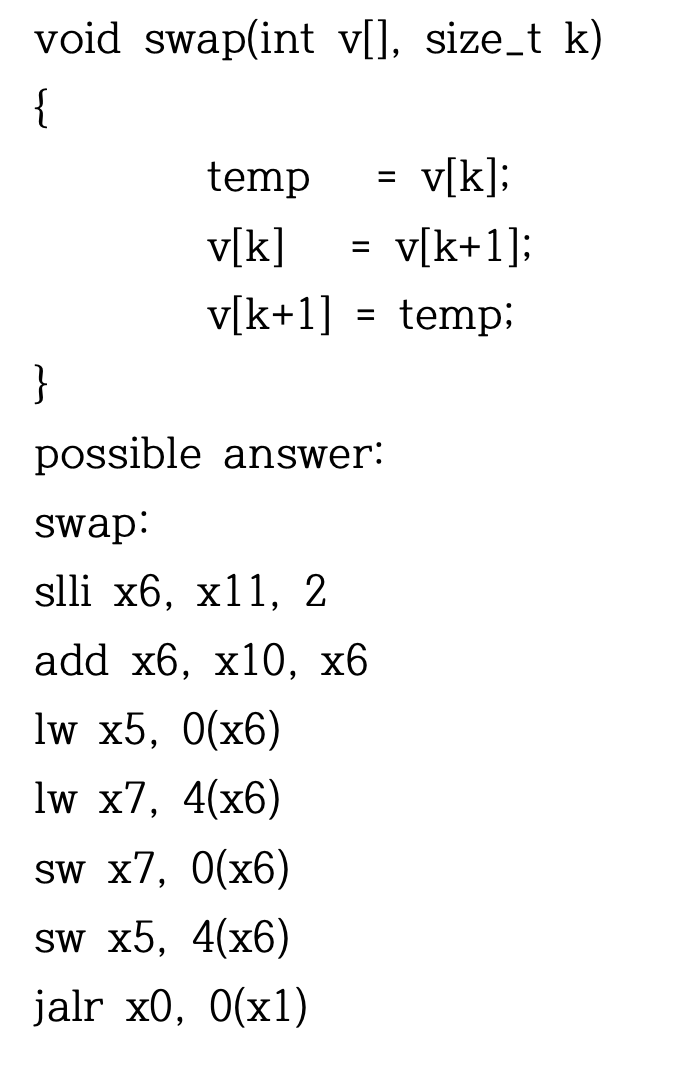 void swap(int v[], size_t k)
{
temp = v[k];
v[k] = v[k+1];
v[k+1] = temp;
}
possible answer:
swap:
slli x6, x11, 2
add x6, x10, x6
lw x5, 0(x6)
lw x7, 4(x6)
sw x7, 0(x6)
sw x5, 4(x6)
jalr x0, 0(x1)